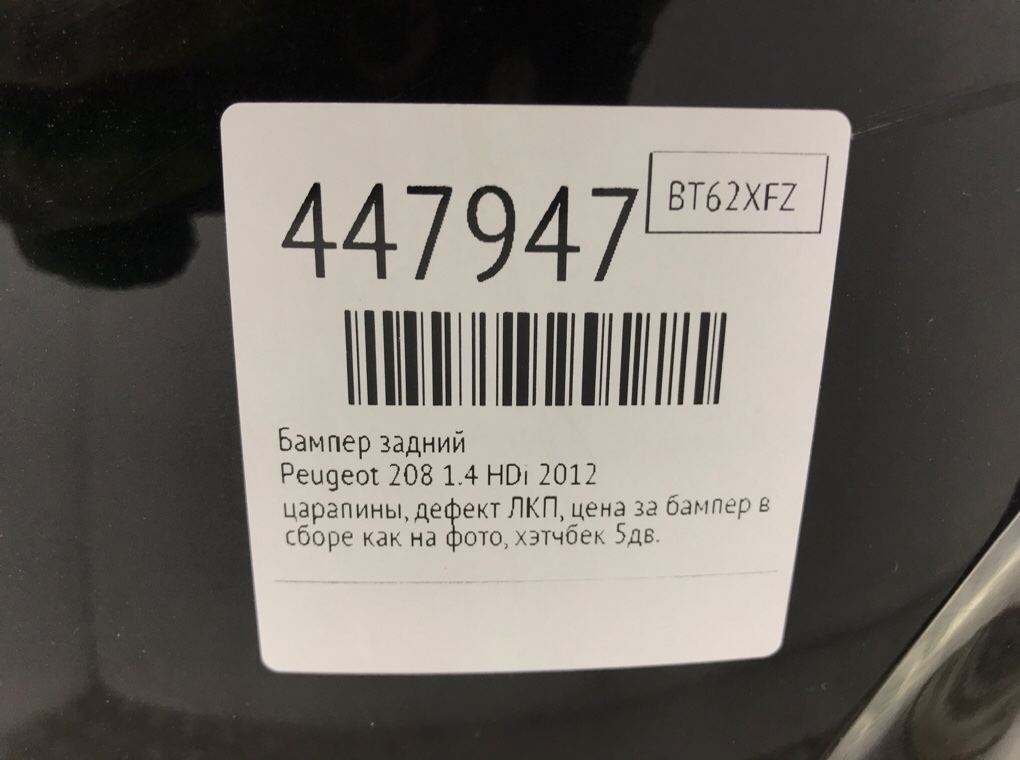 447947
BT62XFZ
Бампер задний
Peugeot 208 1.4 HDi 2012
царапины, дефект ЛКП, цена за бампер в
сборе как на фото, хэтчбек 5дв.